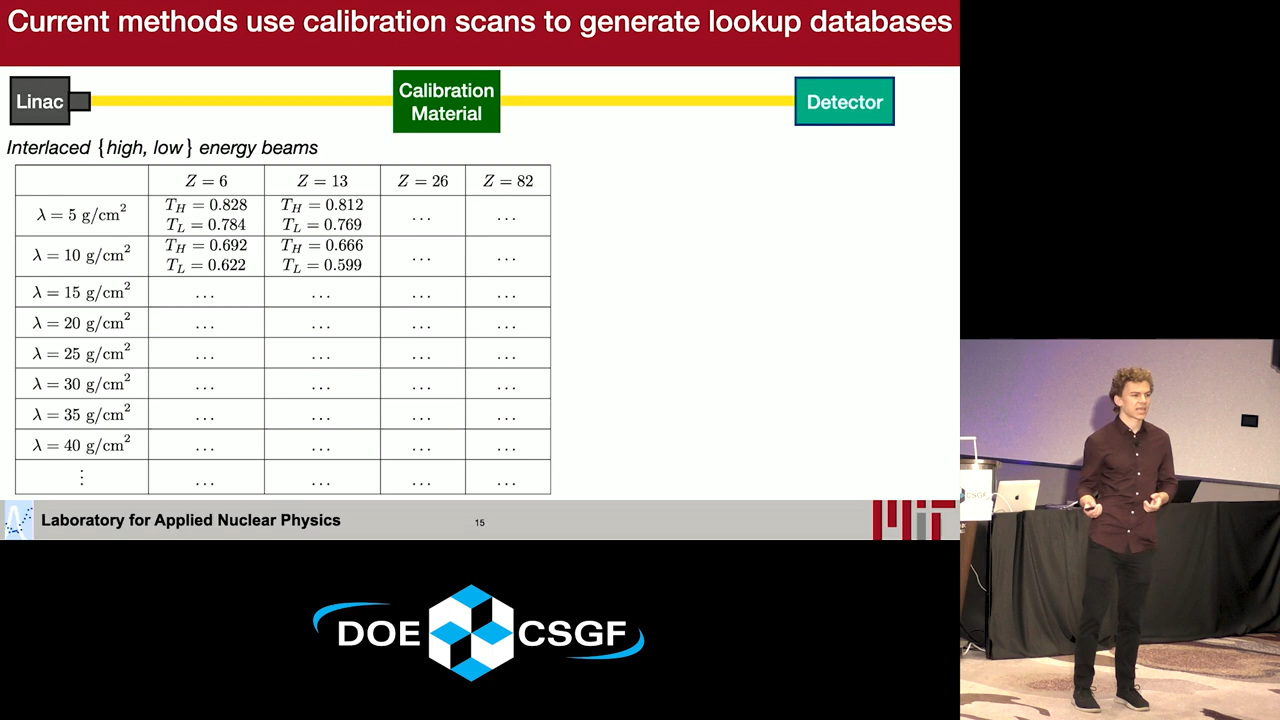 Current methods use calibration scans to generate lookup databases
Linac
Calibration
Material
Detector
Interlaced {high, low} energy beams
Z = 6 Z = 13 Z = 26 Z = 82
λ = 5 g/cm² T_H = 0.828 T_H = 0.812 ... ...
T_L = 0.784 T_L = 0.769
λ = 10 g/cm² T_H = 0.692 T_H = 0.666 ... ...
T_L = 0.622 T_L = 0.599
λ = 15 g/cm² ... ... ... ...
λ = 20 g/cm² ... ... ... ...
λ = 25 g/cm² ... ... ... ...
λ = 30 g/cm² ... ... ... ...
λ = 35 g/cm² ... ... ... ...
λ = 40 g/cm² ... ... ... ...
⋮ ... ... ... ...
Laboratory for Applied Nuclear Physics
15
MIT
DOE CSGF
CSGF